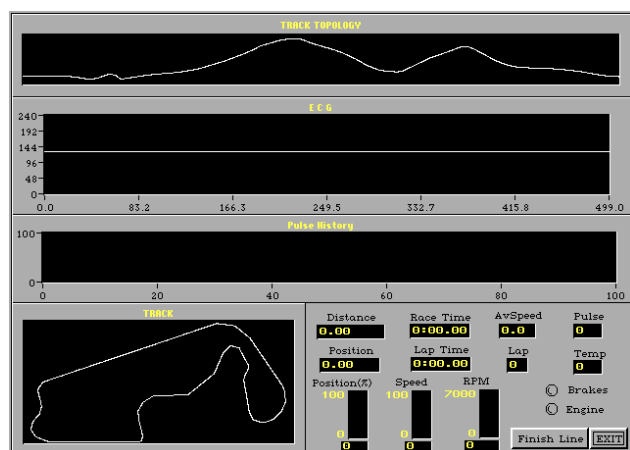 TRACK TOPOLOGY
E C G
240
192
144
96
48
0
0.0 83.2 166.3 249.5 332.7 415.8 499.0
Pulse History
100
0
0 20 40 60 80 100
TRACK
Distance Race Time AvSpeed Pulse
0.00 0:00.00 0.0 0
Position Lap Time Lap Temp
0.00 0:00.00 0 0
Position(%) Speed RPM
100 100 7000
0 0 0
0 0 0
Brakes
Engine
Finish Line EXIT